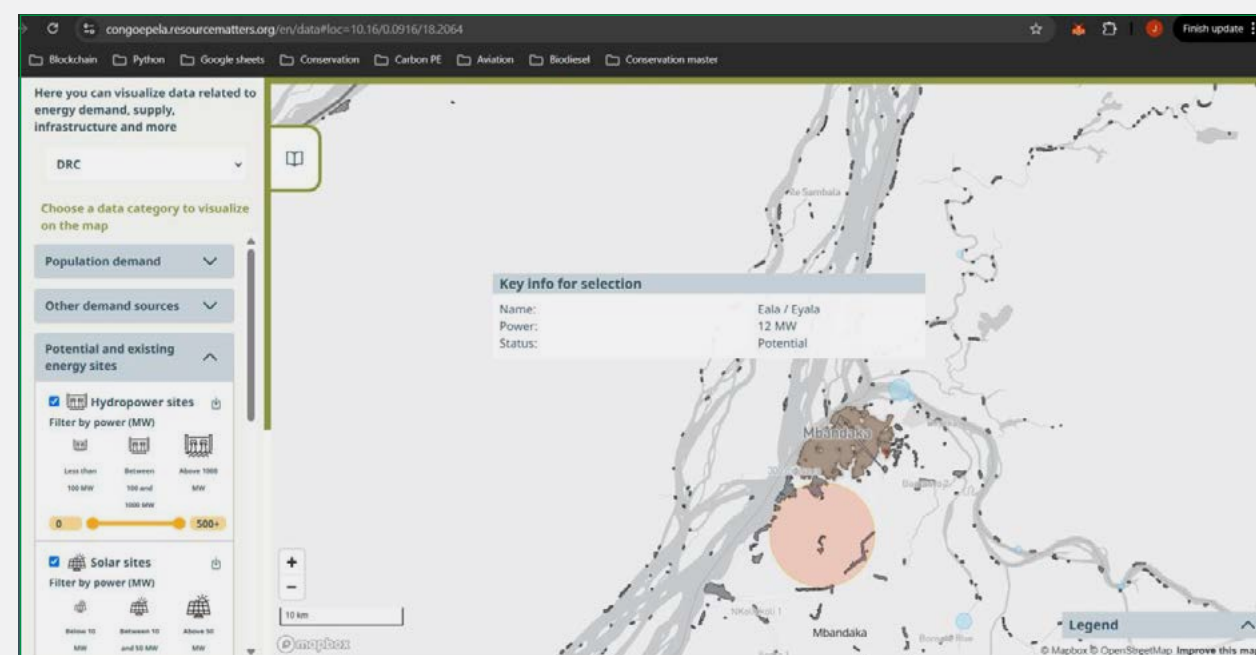 congoepela.resourcematters.org/en/data#loc=10.16/0.0916/18.2064
Finish update
Blockchain
Python
Google sheets
Conservation
Carbon PE
Aviation
Biodiesel
Conservation master
Here you can visualize data related to
energy demand, supply,
infrastructure and more
DRC
Choose a data category to visualize
on the map
Population demand
Other demand sources
Potential and existing
energy sites
Hydropower sites
Filter by power (MW)
Less than
100 MW
Between
100 and
1000 MW
Above 1000
MW
0
500+
Solar sites
Filter by power (MW)
Below 10
MW
Between 10
and 50 MW
Above 50
MW
Key info for selection
Name: Eala / Eyala
Power: 12 MW
Status: Potential
Mbandaka
Mbandaka
+
−
10 km
mapbox
Legend
© Mapbox © OpenStreetMap Improve this ma